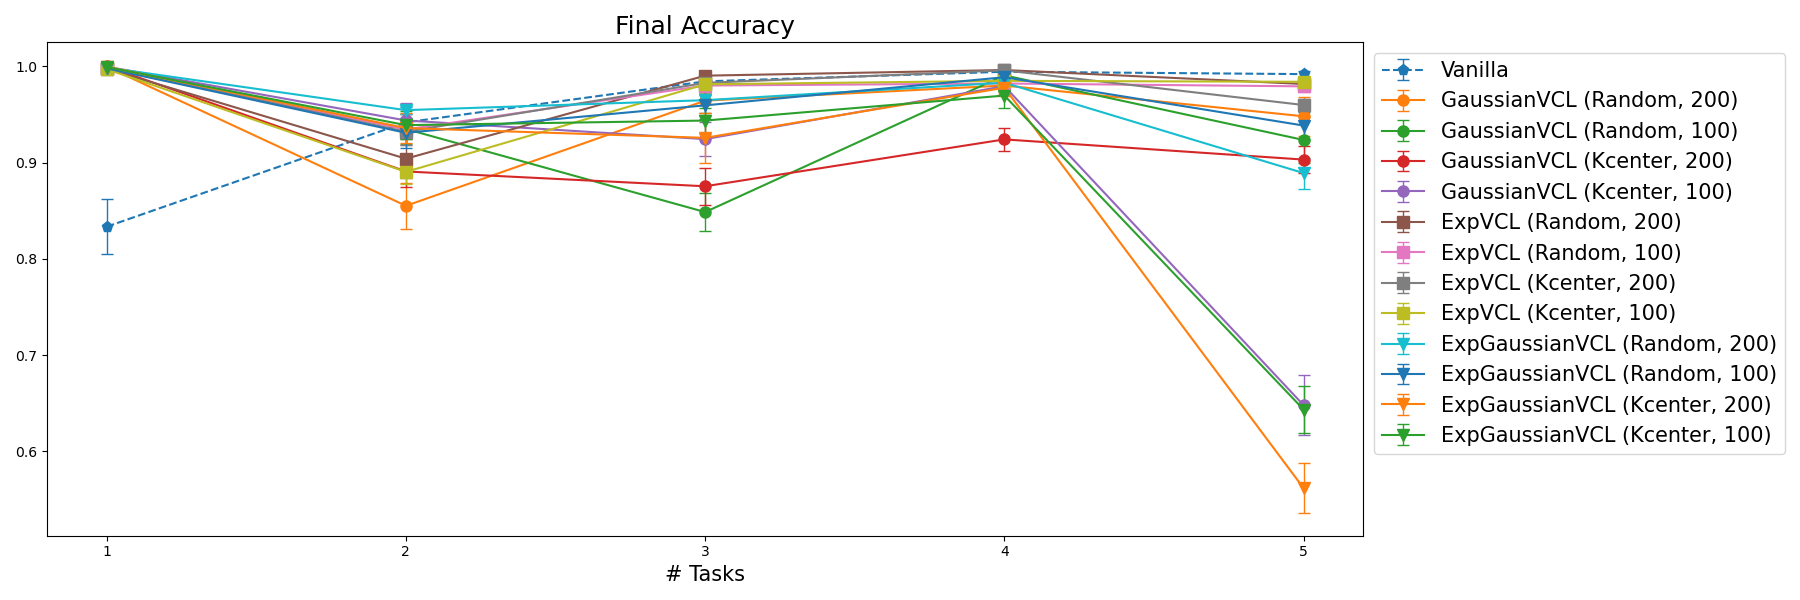 Final Accuracy
1.0
0.9
0.8
0.7
0.6
1 2 3 4 5
# Tasks
Vanilla
GaussianVCL (Random, 200)
GaussianVCL (Random, 100)
GaussianVCL (Kcenter, 200)
GaussianVCL (Kcenter, 100)
ExpVCL (Random, 200)
ExpVCL (Random, 100)
ExpVCL (Kcenter, 200)
ExpVCL (Kcenter, 100)
ExpGaussianVCL (Random, 200)
ExpGaussianVCL (Random, 100)
ExpGaussianVCL (Kcenter, 200)
ExpGaussianVCL (Kcenter, 100)